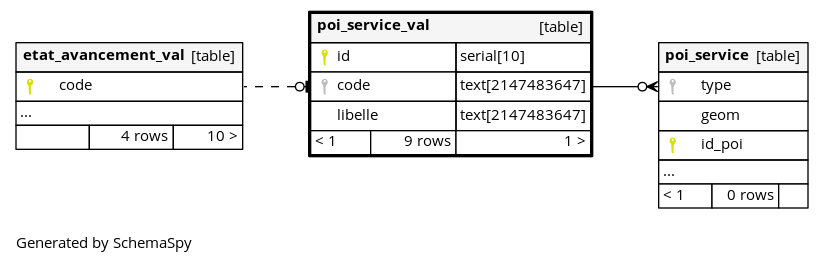 etat_avancement_val [table]
code
...
4 rows 10 >
poi_service_val [table]
id serial[10]
code text[2147483647]
libelle text[2147483647]
< 1 9 rows 1 >
poi_service [table]
type
geom
id_poi
...
< 1 0 rows
Generated by SchemaSpy